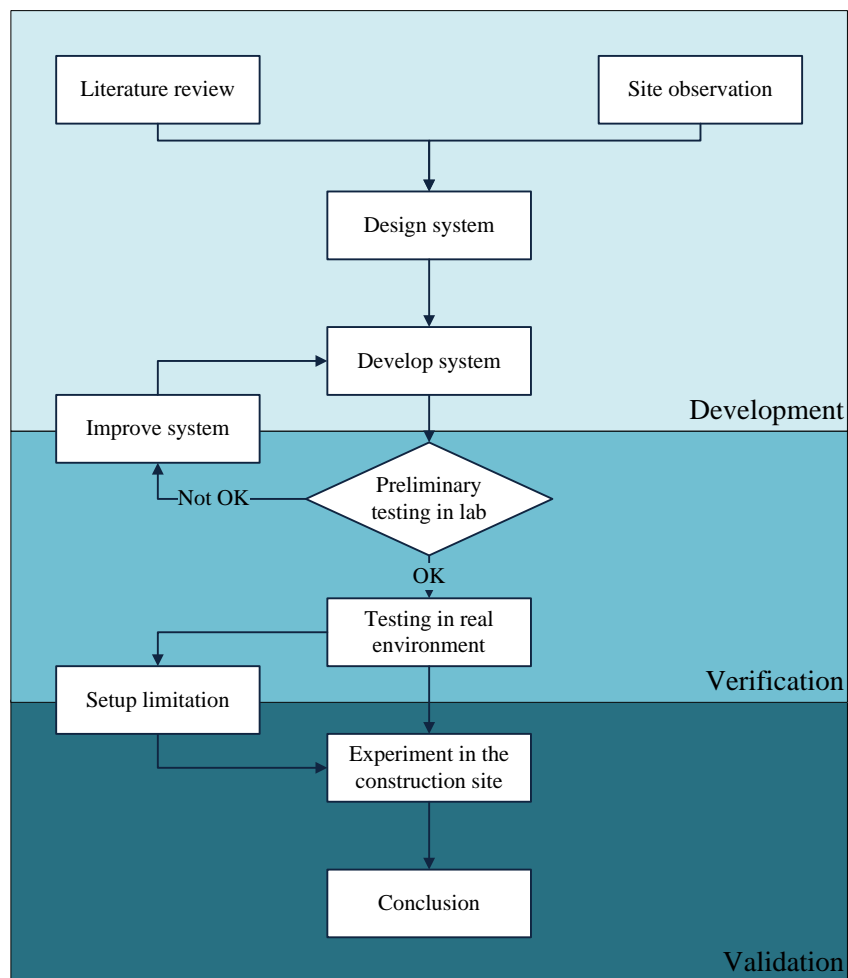 Literature review
Site observation
Design system
Develop system
Development
Improve system
Preliminary
testing in lab
Not OK
OK
Testing in real
environment
Verification
Setup limitation
Experiment in the
construction site
Conclusion
Validation